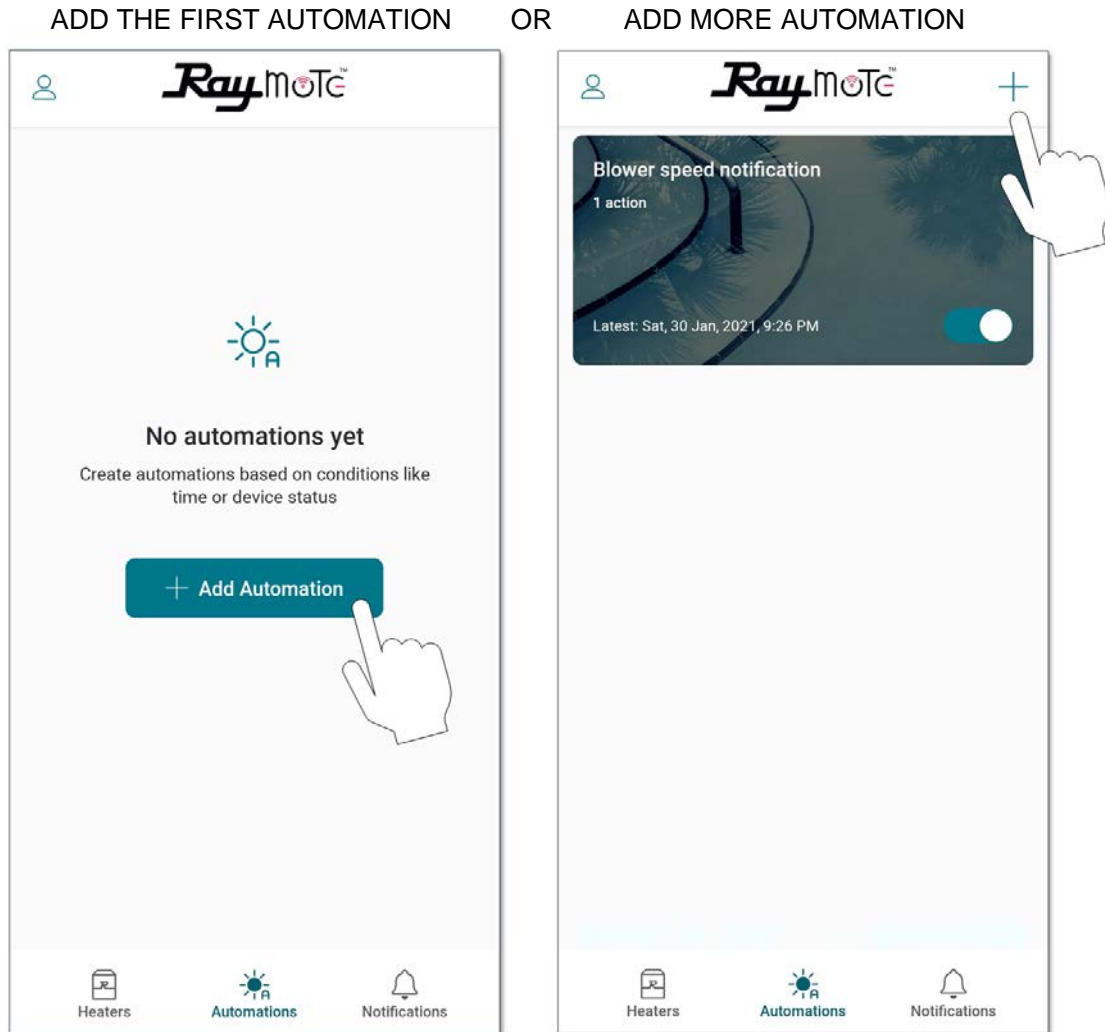 ADD THE FIRST AUTOMATION OR ADD MORE AUTOMATION
RaymoTe™
No automations yet
Create automations based on conditions like
time or device status
+ Add Automation
Heaters Automations Notifications
RaymoTe™
+
Blower speed notification
1 action
Latest: Sat, 30 Jan, 2021, 9:26 PM
Heaters Automations Notifications